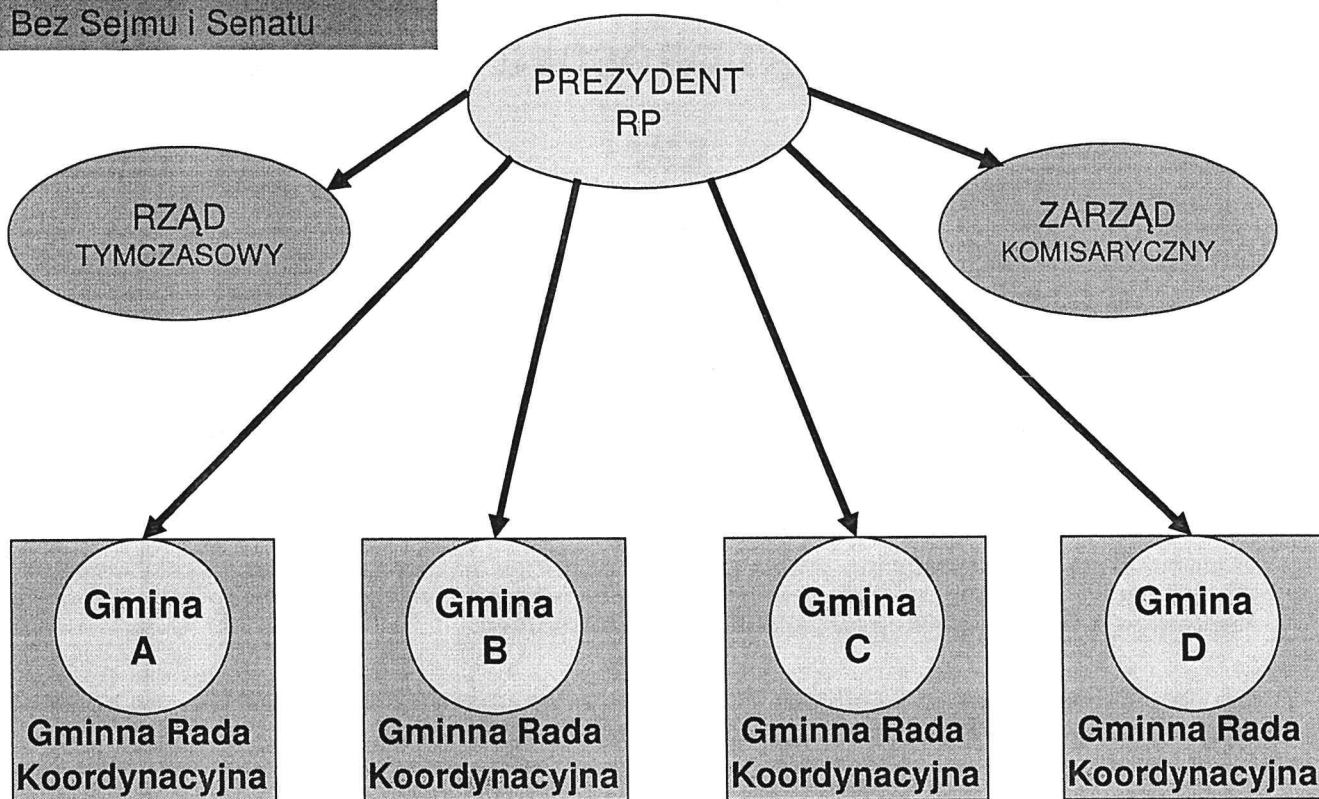 Bez Sejmu i Senatu
PREZYDENT
RP
RZĄD
TYMCZASOWY
ZARZĄD
KOMISARYCZNY
Gmina
A
Gminna Rada
Koordynacyjna
Gmina
B
Gminna Rada
Koordynacyjna
Gmina
C
Gminna Rada
Koordynacyjna
Gmina
D
Gminna Rada
Koordynacyjna